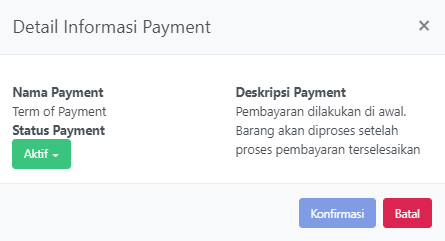 Detail Informasi Payment
×
Nama Payment
Term of Payment
Status Payment
Aktif
Deskripsi Payment
Pembayaran dilakukan di awal.
Barang akan diproses setelah
proses pembayaran terselesaikan
Konfirmasi
Batal